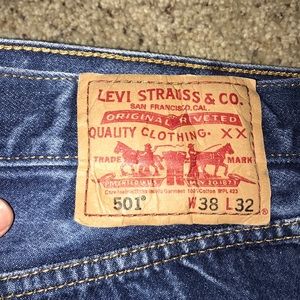 LEVI STRAUSS & CO.
SAN FRANCISCO, CAL.
ORIGINAL RIVETED
QUALITY CLOTHING. XX
TRADE MARK
501® W38 L32
®